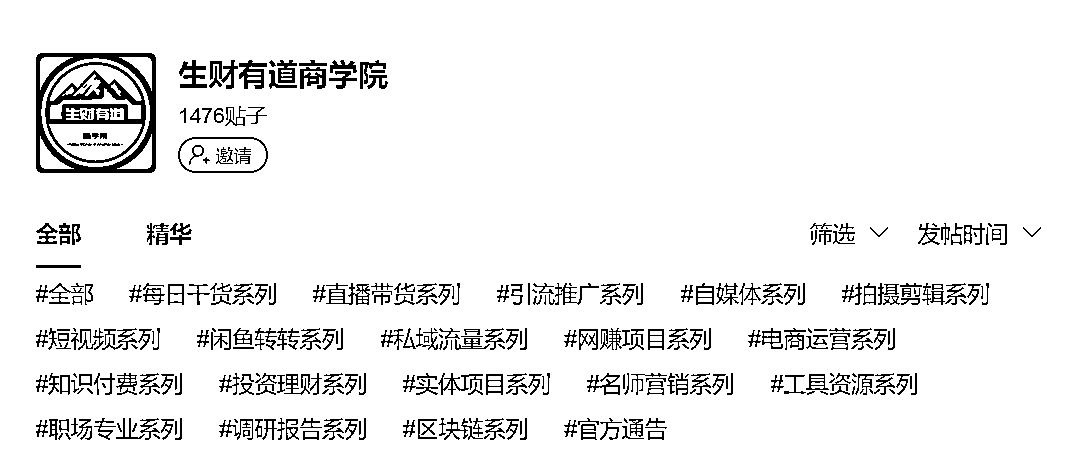 生财有道商学院
1476贴子
邀请
生财有道
商学院
全部 精华 筛选 发帖时间
#全部 #每日干货系列 #直播带货系列 #引流推广系列 #自媒体系列 #拍摄剪辑系列
#短视频系列 #闲鱼转转系列 #私域流量系列 #网赚项目系列 #电商运营系列
#知识付费系列 #投资理财系列 #实体项目系列 #名师营销系列 #工具资源系列
#职场专业系列 #调研报告系列 #区块链系列 #官方通告